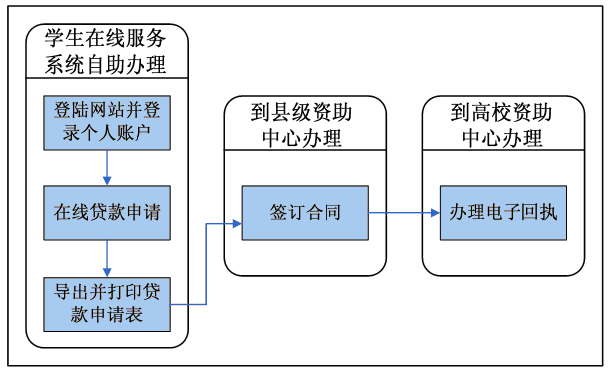 学生在线服务
系统自助办理
登陆网站并登
录个人账户
在线贷款申请
导出并打印贷
款申请表
到县级资助
中心办理
签订合同
到高校资助
中心办理
办理电子回执